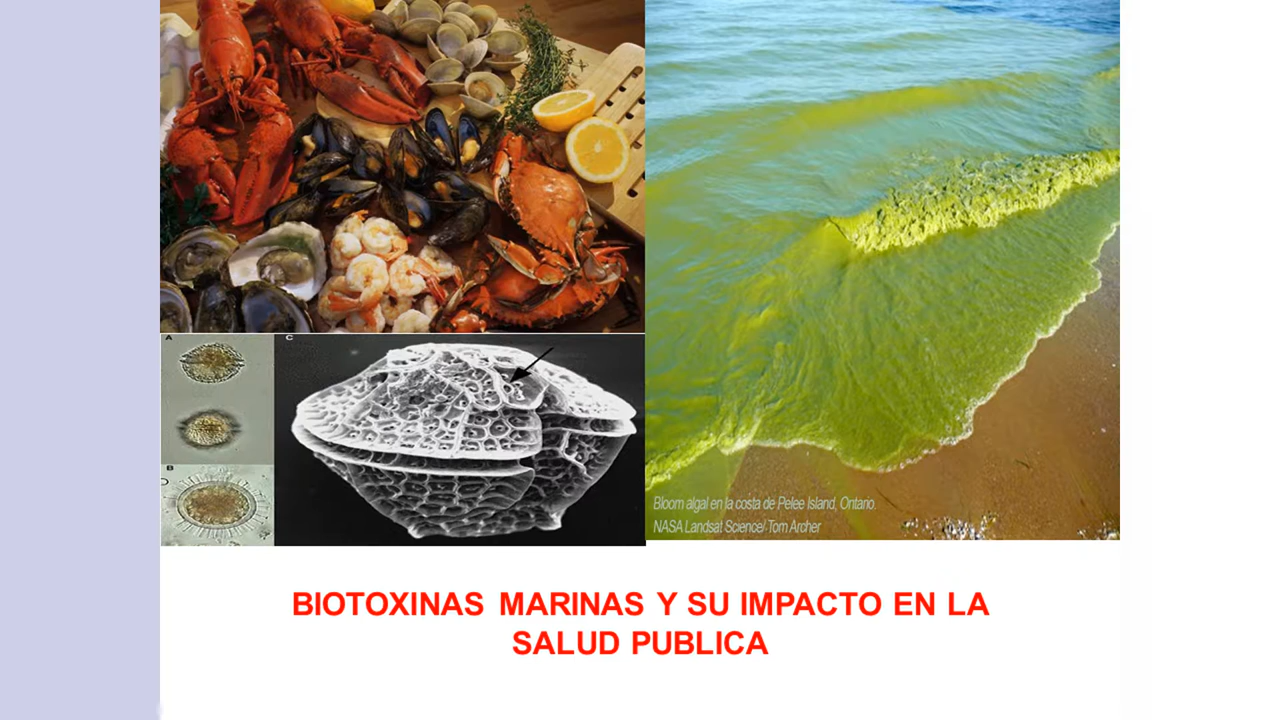 A
C
B
Bloom algal en la costa de Pelee Island, Ontario.
NASA Landsat Science/ Tom Archer
BIOTOXINAS MARINAS Y SU IMPACTO EN LA
SALUD PUBLICA